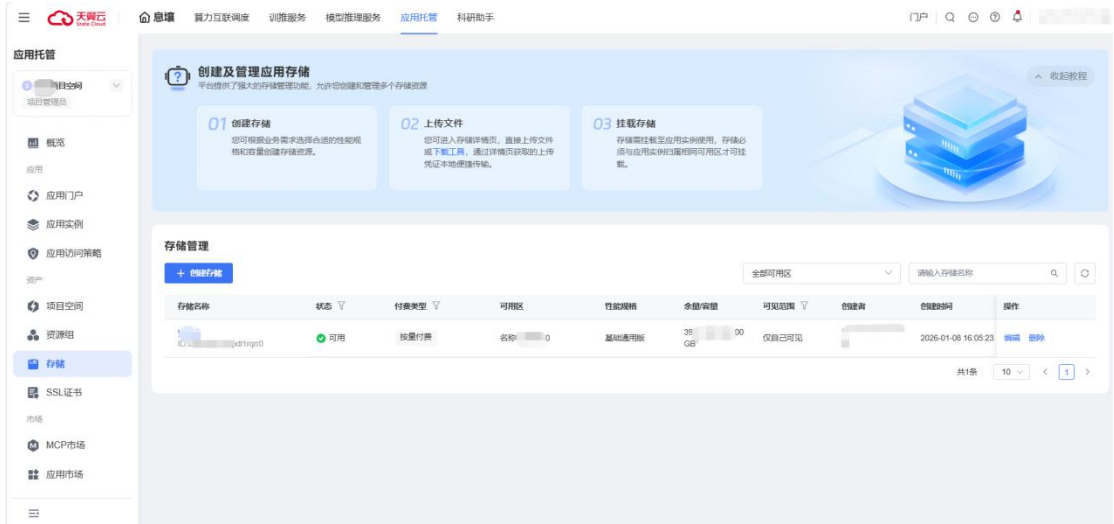 天翼云
State Cloud
息壤
算力互联调度
训推服务
模型推理服务
应用托管
科研助手
门户
应用托管
项目空间
项目管理员
概览
应用
应用门户
应用实例
应用访问策略
资产
项目空间
资源组
存储
SSL证书
市场
MCP市场
应用市场
创建及管理应用存储
平台提供了强大的存储管理功能，允许您创建和管理多个存储资源
收起教程
01 创建存储
您可根据业务需求选择合适的性能规
格和容量创建存储资源。
02 上传文件
您可进入存储详情页，直接上传文件
或下载工具，通过详情页获取的上传
凭证本地便捷传输。
03 挂载存储
存储需挂载至应用实例使用，存储必
须与应用实例归属相同可用区才可挂
载。
存储管理
+ 创建存储
全部可用区
请输入存储名称
存储名称 状态 付费类型 可用区 性能规格 余量/容量 可见范围 创建者 创建时间 操作
可用 按量付费 名称 0 基础通用版 38 00 仅自己可见 2026-01-08 16:05:23 编辑 删除
ID: pdr1rqrr0 GB
共1条 10 1